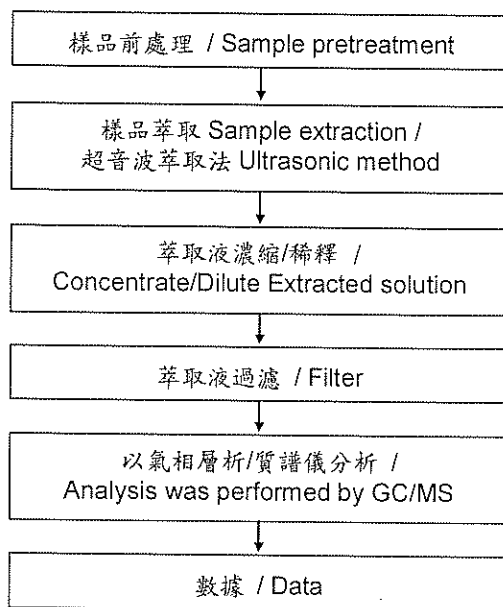 樣品前處理 / Sample pretreatment
樣品萃取 Sample extraction /
超音波萃取法 Ultrasonic method
萃取液濃縮/稀釋 /
Concentrate/Dilute Extracted solution
萃取液過濾 / Filter
以氣相層析/質譜儀分析 /
Analysis was performed by GC/MS
數據 / Data